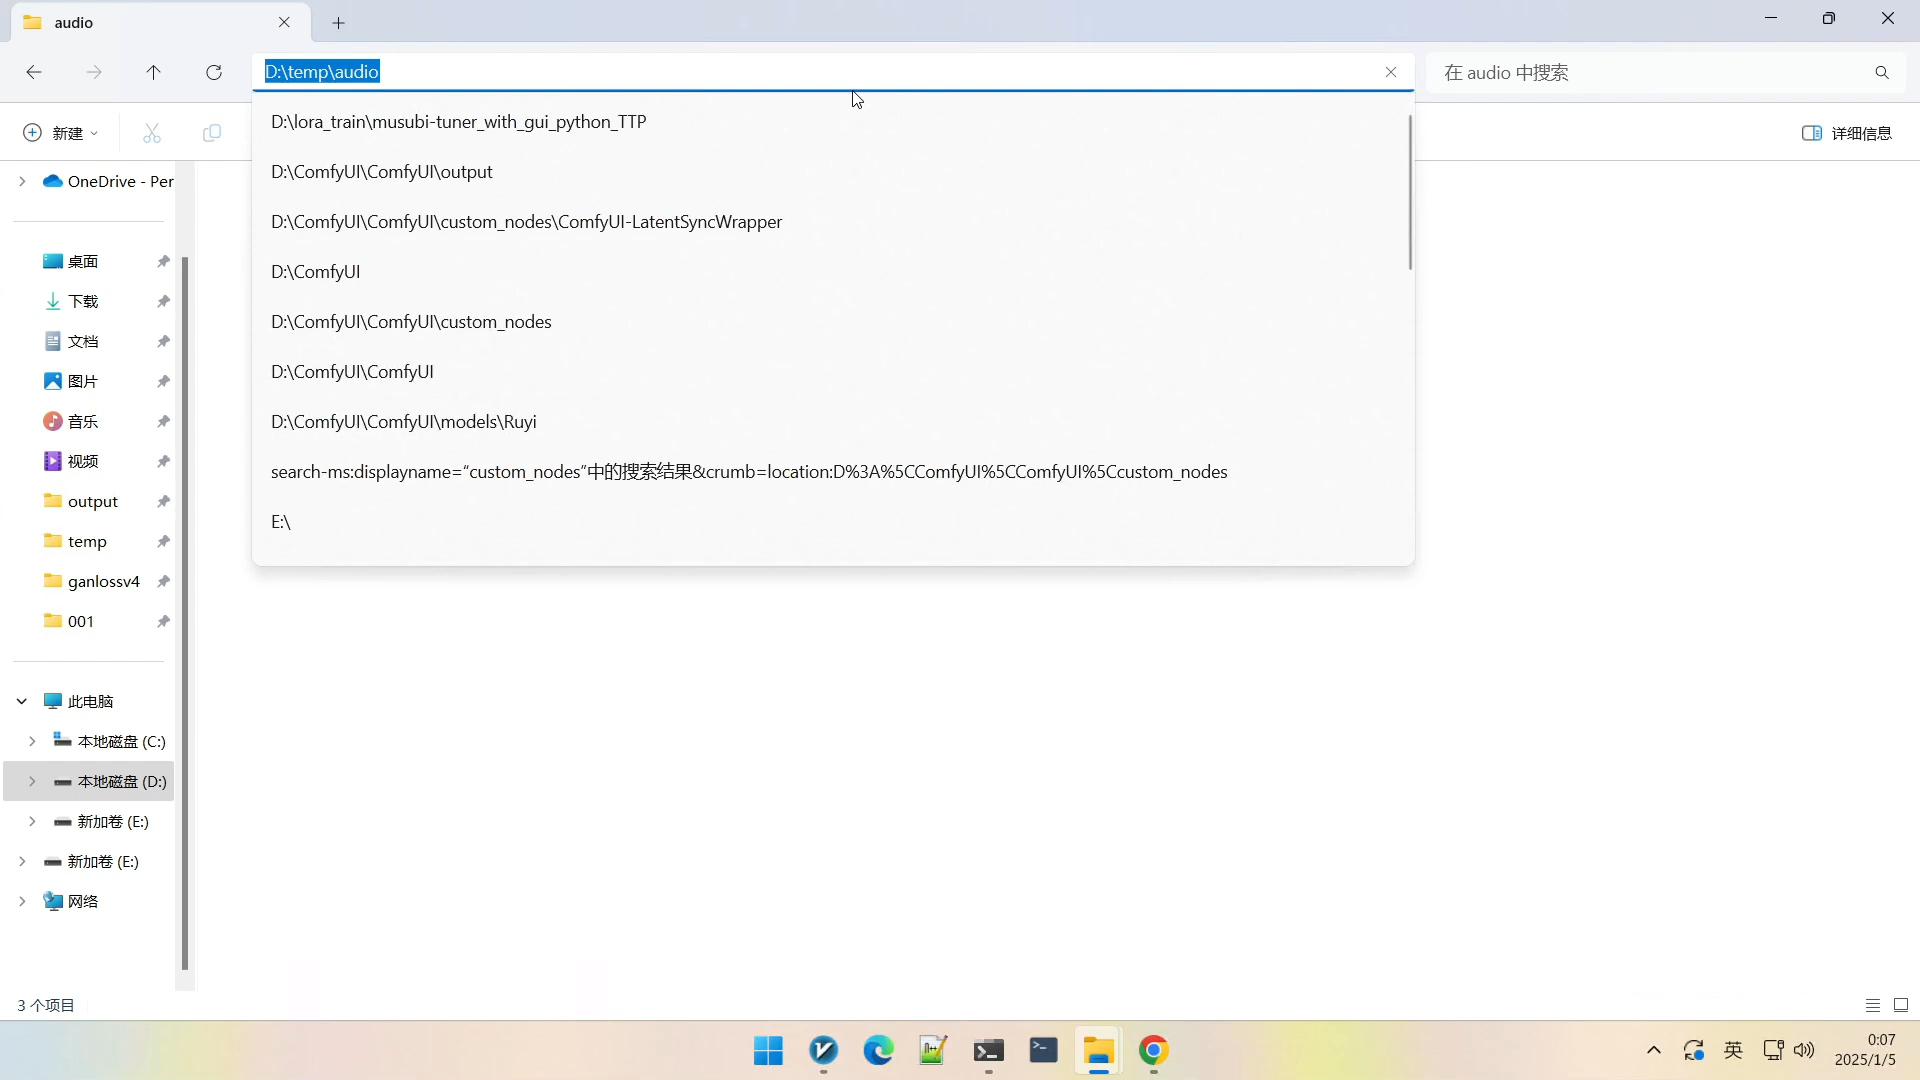 audio
D:\temp\audio
在 audio 中搜索
新建
详细信息
D:\lora_train\musubi-tuner_with_gui_python_TTP
D:\ComfyUI\ComfyUI\output
D:\ComfyUI\ComfyUI\custom_nodes\ComfyUI-LatentSyncWrapper
D:\ComfyUI
D:\ComfyUI\ComfyUI\custom_nodes
D:\ComfyUI\ComfyUI
D:\ComfyUI\ComfyUI\models\Ruyi
search-ms:displayname=“custom_nodes”中的搜索结果&crumb=location:D%3A%5CComfyUI%5CComfyUI%5Ccustom_nodes
E:\
OneDrive - Per
桌面
下载
文档
图片
音乐
视频
output
temp
ganlossv4
001
此电脑
本地磁盘 (C:)
本地磁盘 (D:)
新加卷 (E:)
新加卷 (E:)
网络
3 个项目
英
0:07
2025/1/5